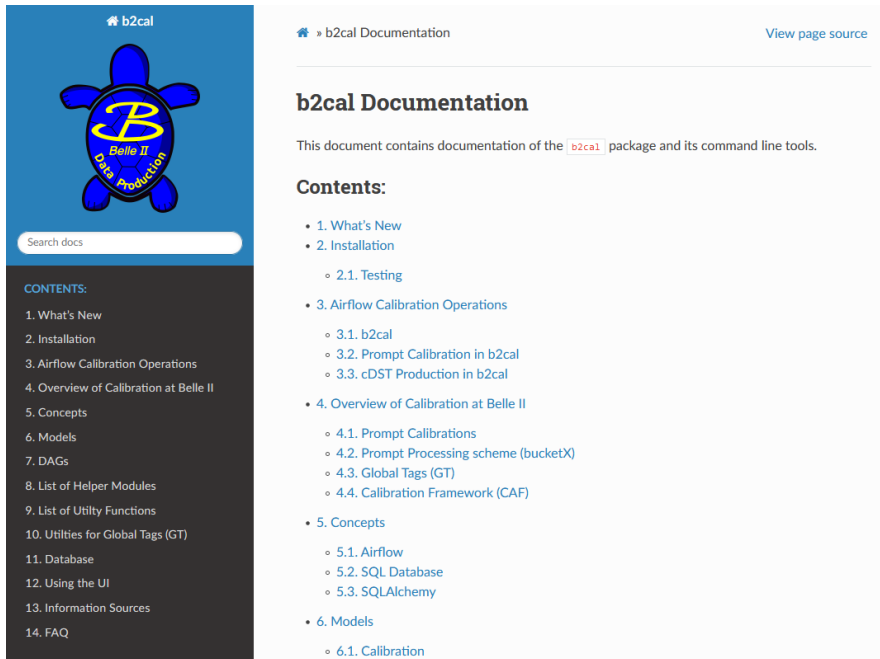 b2cal
B
Belle II
Data Production
Search docs
CONTENTS:
1. What's New
2. Installation
3. Airflow Calibration Operations
4. Overview of Calibration at Belle II
5. Concepts
6. Models
7. DAGs
8. List of Helper Modules
9. List of Utilty Functions
10. Utilties for Global Tags (GT)
11. Database
12. Using the UI
13. Information Sources
14. FAQ
» b2cal Documentation
View page source
b2cal Documentation
This document contains documentation of the b2cal package and its command line tools.
Contents:
• 1. What's New
• 2. Installation
◦ 2.1. Testing
• 3. Airflow Calibration Operations
◦ 3.1. b2cal
◦ 3.2. Prompt Calibration in b2cal
◦ 3.3. cDST Production in b2cal
• 4. Overview of Calibration at Belle II
◦ 4.1. Prompt Calibrations
◦ 4.2. Prompt Processing scheme (bucketX)
◦ 4.3. Global Tags (GT)
◦ 4.4. Calibration Framework (CAF)
• 5. Concepts
◦ 5.1. Airflow
◦ 5.2. SQL Database
◦ 5.3. SQLAlchemy
• 6. Models
◦ 6.1. Calibration